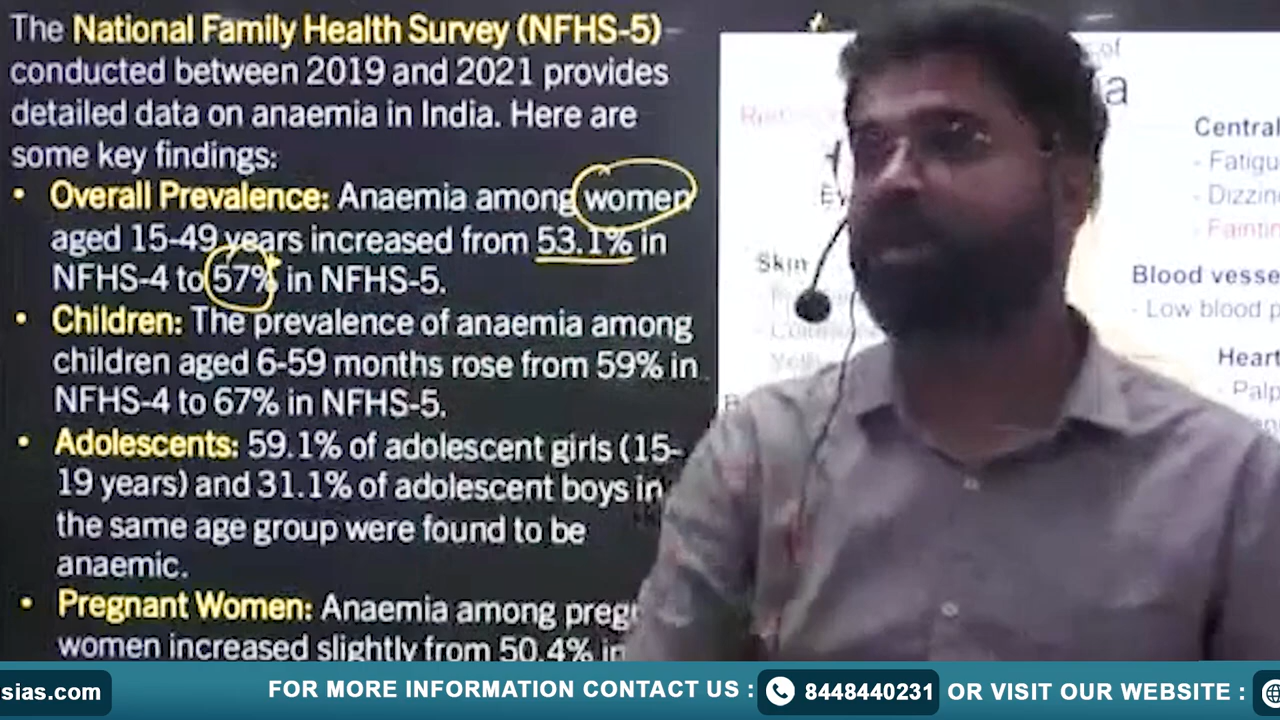 The National Family Health Survey (NFHS-5)
conducted between 2019 and 2021 provides
detailed data on anaemia in India. Here are
some key findings:
• Overall Prevalence: Anaemia among women
aged 15-49 years increased from 53.1% in
NFHS-4 to 57% in NFHS-5.
• Children: The prevalence of anaemia among
children aged 6-59 months rose from 59% in
NFHS-4 to 67% in NFHS-5.
• Adolescents: 59.1% of adolescent girls (15-
19 years) and 31.1% of adolescent boys in
the same age group were found to be
anaemic.
• Pregnant Women: Anaemia among preg
women increased slightly from 50.4% in
of
a
Central
- Fatigu
- Dizzin
- Faintin
Skin
Blood vesse
- Low blood p
Heart
- Palp
sias.com
FOR MORE INFORMATION CONTACT US :
8448440231
OR VISIT OUR WEBSITE :